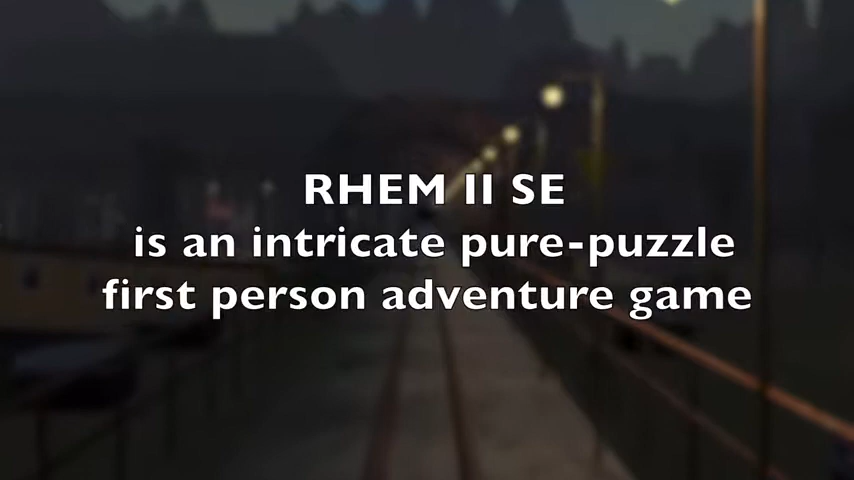 RHEM II SE
is an intricate pure-puzzle
first person adventure game